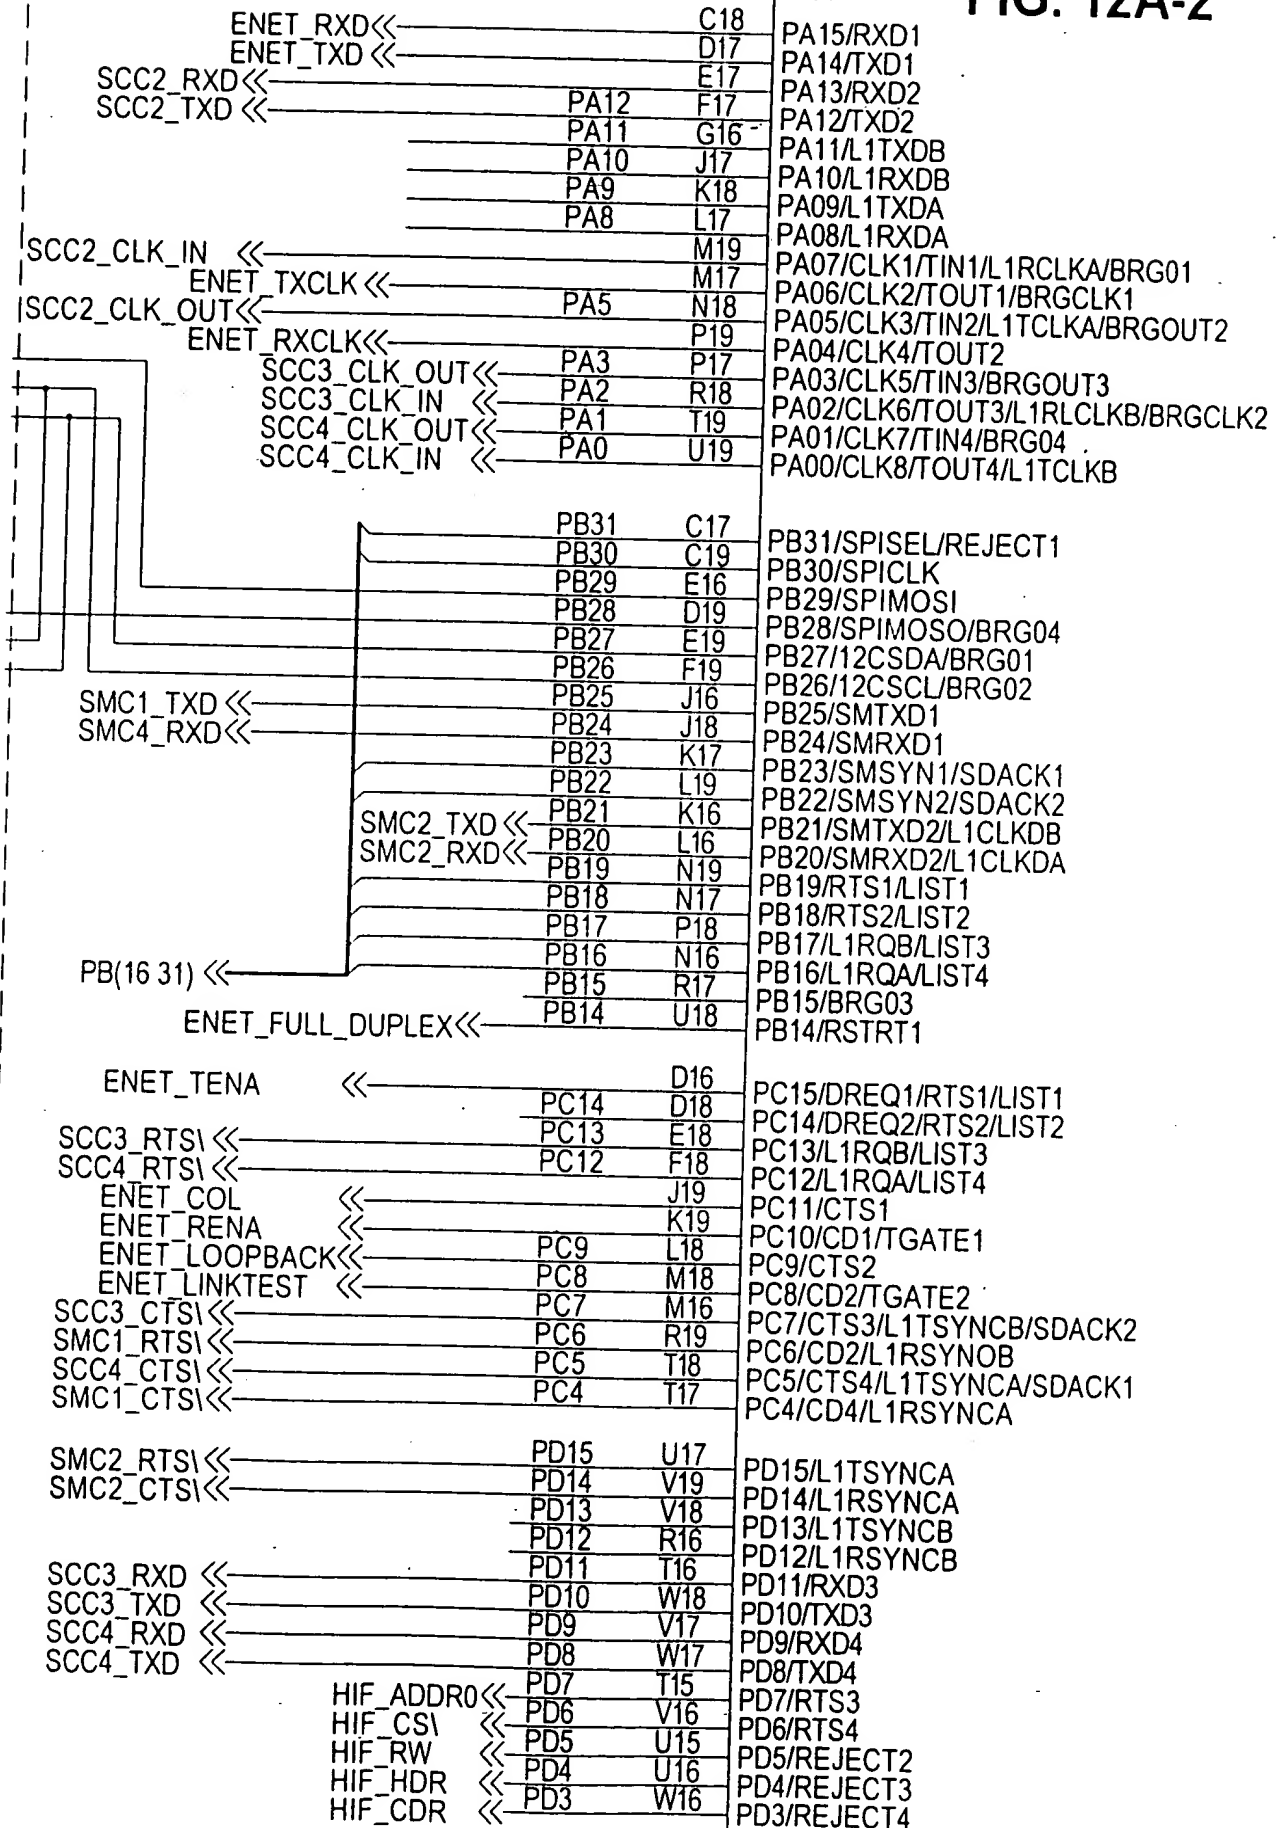 FIG. 12A-2
ENET_RXD C18 PA15/RXD1
ENET_TXD D17 PA14/TXD1
SCC2_RXD E17 PA13/RXD2
SCC2_TXD PA12 F17 PA12/TXD2
PA11 G16 PA11/L1TXDB
PA10 J17 PA10/L1RXDB
PA9 K18 PA09/L1TXDA
PA8 L17 PA08/L1RXDA
SCC2_CLK_IN M19 PA07/CLK1/TIN1/L1RCLKA/BRG01
ENET_TXCLK M17 PA06/CLK2/TOUT1/BRGCLK1
SCC2_CLK_OUT PA5 N18 PA05/CLK3/TIN2/L1TCLKA/BRGOUT2
ENET_RXCLK P19 PA04/CLK4/TOUT2
SCC3_CLK_OUT PA3 P17 PA03/CLK5/TIN3/BRGOUT3
SCC3_CLK_IN PA2 R18 PA02/CLK6/TOUT3/L1RLCLKB/BRGCLK2
SCC4_CLK_OUT PA1 T19 PA01/CLK7/TIN4/BRG04
SCC4_CLK_IN PA0 U19 PA00/CLK8/TOUT4/L1TCLKB
PB31 C17 PB31/SPISEL/REJECT1
PB30 C19 PB30/SPICLK
PB29 E16 PB29/SPIMOSI
PB28 D19 PB28/SPIMOSO/BRG04
PB27 E19 PB27/12CSDA/BRG01
PB26 F19 PB26/12CSCL/BRG02
SMC1_TXD PB25 J16 PB25/SMTXD1
SMC4_RXD PB24 J18 PB24/SMRXD1
PB23 K17 PB23/SMSYN1/SDACK1
PB22 L19 PB22/SMSYN2/SDACK2
SMC2_TXD PB21 K16 PB21/SMTXD2/L1CLKDB
SMC2_RXD PB20 L16 PB20/SMRXD2/L1CLKDA
PB19 N19 PB19/RTS1/LIST1
PB18 N17 PB18/RTS2/LIST2
PB17 P18 PB17/L1RQB/LIST3
PB(16 31) PB16 N16 PB16/L1RQA/LIST4
PB15 R17 PB15/BRG03
ENET_FULL_DUPLEX PB14 U18 PB14/RSTRT1
ENET_TENA D16 PC15/DREQ1/RTS1/LIST1
PC14 D18 PC14/DREQ2/RTS2/LIST2
SCC3_RTS\ PC13 E18 PC13/L1RQB/LIST3
SCC4_RTS\ PC12 F18 PC12/L1RQA/LIST4
ENET_COL J19 PC11/CTS1
ENET_RENA K19 PC10/CD1/TGATE1
ENET_LOOPBACK PC9 L18 PC9/CTS2
ENET_LINKTEST PC8 M18 PC8/CD2/TGATE2
SCC3_CTS\ PC7 M16 PC7/CTS3/L1TSYNCB/SDACK2
SMC1_RTS\ PC6 R19 PC6/CD2/L1RSYNOB
SCC4_CTS\ PC5 T18 PC5/CTS4/L1TSYNCA/SDACK1
SMC1_CTS\ PC4 T17 PC4/CD4/L1RSYNCA
SMC2_RTS\ PD15 U17 PD15/L1TSYNCA
SMC2_CTS\ PD14 V19 PD14/L1RSYNCA
PD13 V18 PD13/L1TSYNCB
PD12 R16 PD12/L1RSYNCB
SCC3_RXD PD11 T16 PD11/RXD3
SCC3_TXD PD10 W18 PD10/TXD3
SCC4_RXD PD9 V17 PD9/RXD4
SCC4_TXD PD8 W17 PD8/TXD4
HIF_ADDR0 PD7 T15 PD7/RTS3
HIF_CS\ PD6 V16 PD6/RTS4
HIF_RW PD5 U15 PD5/REJECT2
HIF_HDR PD4 U16 PD4/REJECT3
HIF_CDR PD3 W16 PD3/REJECT4